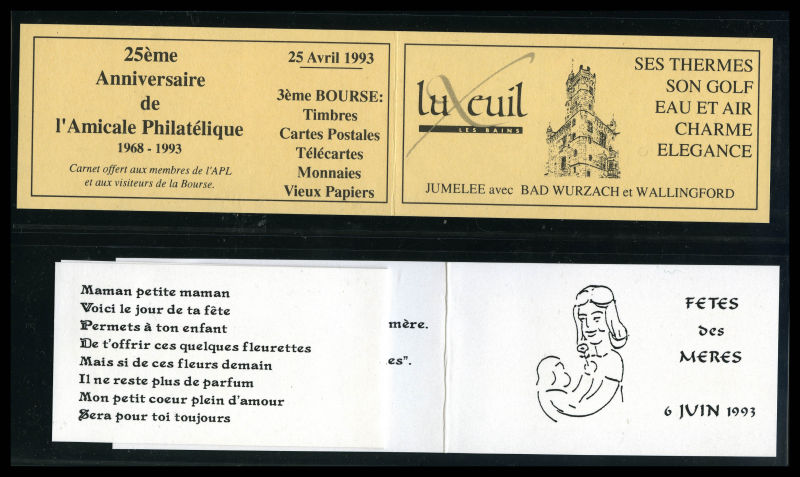 25ème
Anniversaire
de
l'Amicale Philatélique
1968 - 1993
Carnet offert aux membres de l'APL
et aux visiteurs de la Bourse.
25 Avril 1993
3ème BOURSE:
Timbres
Cartes Postales
Télécartes
Monnaies
Vieux Papiers
luXeuil
LES BAINS
SES THERMES
SON GOLF
EAU ET AIR
CHARME
ELEGANCE
JUMELEE avec BAD WURZACH et WALLINGFORD
Maman petite maman
Voici le jour de ta fête
Permets à ton enfant
De t'offrir ces quelques fleurettes
Mais si de ces fleurs demain
Il ne reste plus de parfum
Mon petit coeur plein d'amour
Sera pour toi toujours
mère.
es".
FETES
des
MERES
6 JUIN 1993